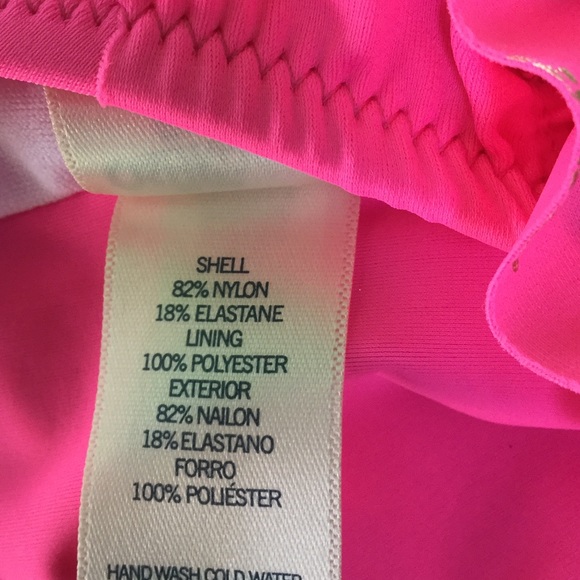 SHELL
82% NYLON
18% ELASTANE
LINING
100% POLYESTER
EXTERIOR
82% NAILON
18% ELASTANO
FORRO
100% POLIÉSTER
HAND WASH COLD WATER